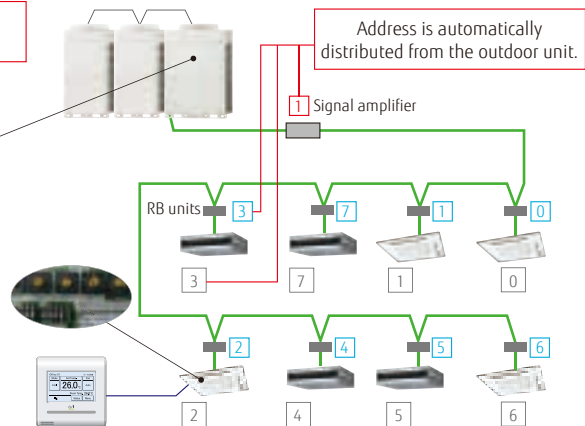 Address is automatically
distributed from the outdoor unit.
1 Signal amplifier
RB units 3 7 1 0
3 7 1 0
2 4 5 6
26.0
2 4 5 6